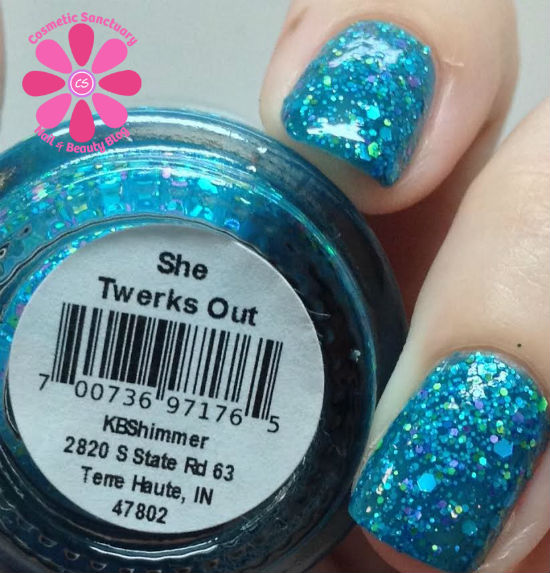 Cosmetic Sanctuary
CS
Nail & Beauty Blog
She
Twerks Out
7 00736 97176 5
KBShimmer
2820 S State Rd 63
Terre Haute, IN
47802